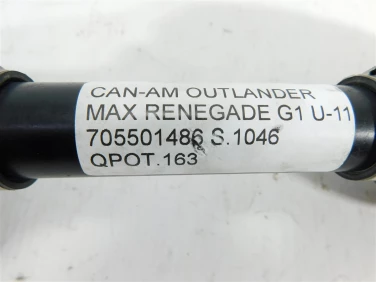 CAN-AM OUTLANDER
MAX RENEGADE G1 U-11
705501486 S.1046
QPOT.163